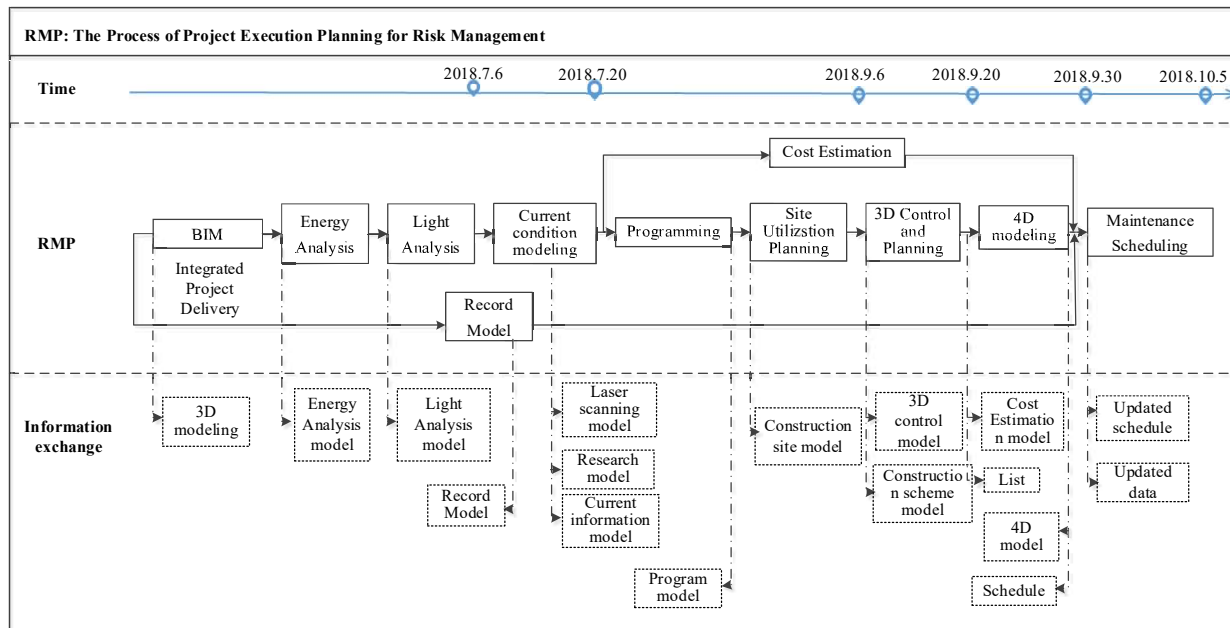 RMP: The Process of Project Execution Planning for Risk Management
Time
2018.7.6
2018.7.20
2018.9.6
2018.9.20
2018.9.30
2018.10.5
RMP
Cost Estimation
BIM
Integrated
Project
Delivery
Energy
Analysis
Light
Analysis
Current
condition
modeling
Programming
Site
Utiliztion
Planning
3D Control
and
Planning
4D
modeling
Maintenance
Scheduling
Record
Model
Information
exchange
3D
modeling
Energy
Analysis
model
Light
Analysis
model
Record
Model
Laser
scanning
model
Research
model
Current
information
model
Program
model
Construction
site model
3D
control
model
Constructio
n scheme
model
Cost
Estimatio
n model
List
4D
model
Schedule
Updated
schedule
Updated
data